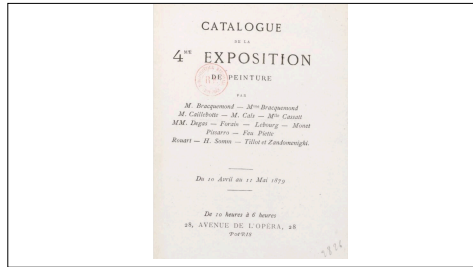 CATALOGUE
DE LA
4ME EXPOSITION
DE PEINTURE
PAR
M. Bracquemond — Mme Bracquemond
M. Caillebotte — M. Cals — Mlle Cassatt
MM. Degas — Forain — Lebourg — Monet
Pissarro — Feu Piette
Rouart — H. Somm — Tillot et Zandomenighi.
Du 10 Avril au 11 Mai 1879
De 10 heures à 6 heures
28, AVENUE DE L'OPÉRA, 28
PARIS